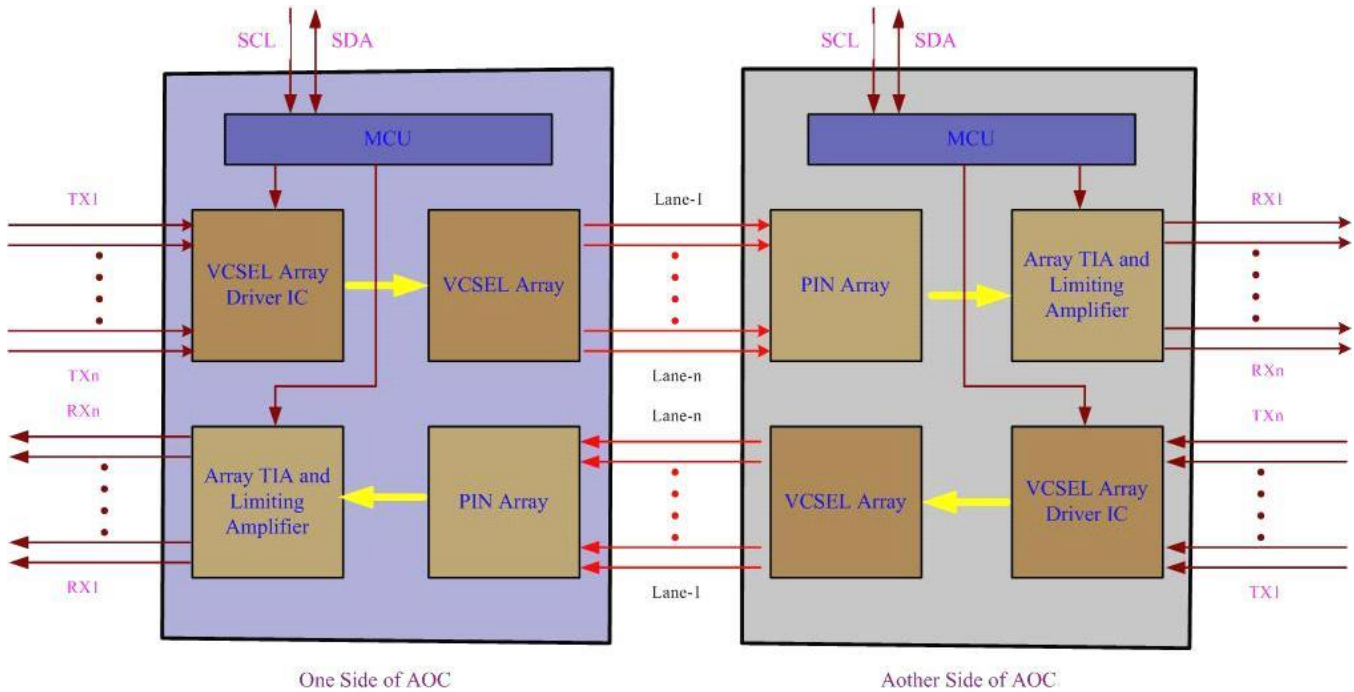 SCL
SDA
SCL
SDA
MCU
MCU
TX1
Lane-1
RX1
VCSEL Array
Driver IC
VCSEL Array
PIN Array
Array TIA and
Limiting
Amplifier
TXn
Lane-n
RXn
RXn
Lane-n
TXn
Array TIA and
Limiting
Amplifier
PIN Array
VCSEL Array
VCSEL Array
Driver IC
RX1
Lane-1
TX1
One Side of AOC
Aother Side of AOC